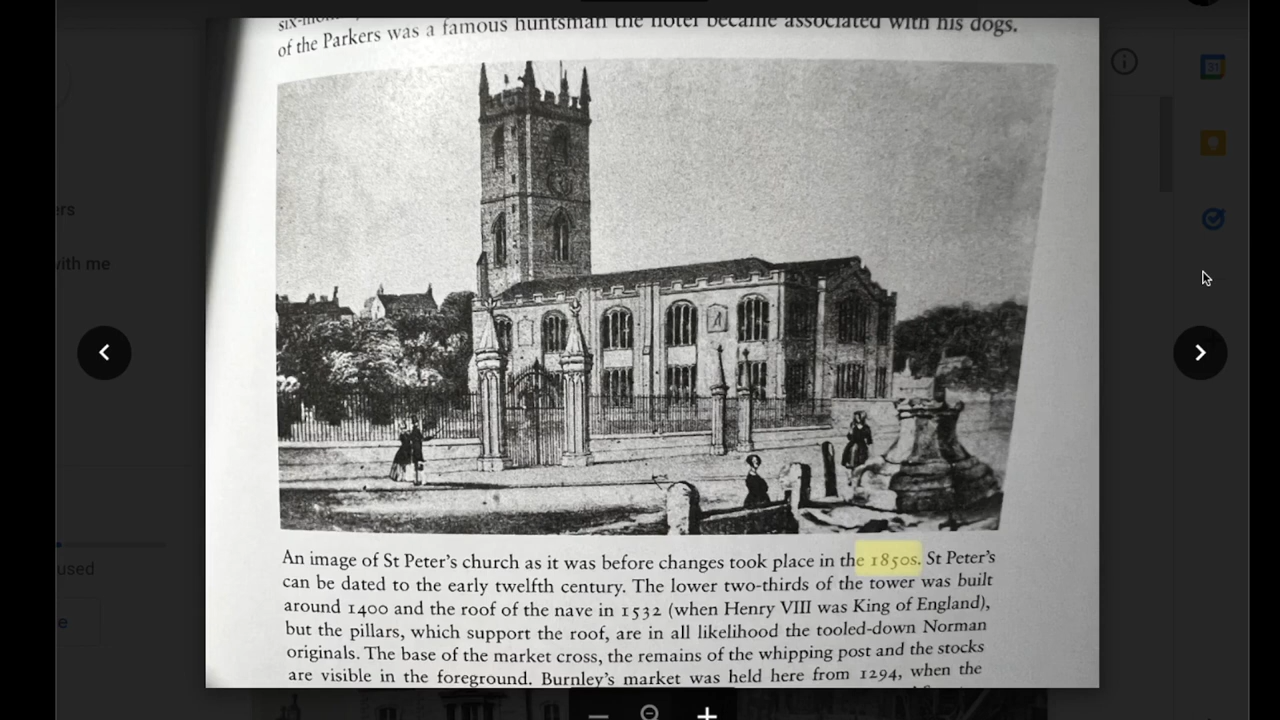 of the Parkers was a famous huntsman the hotel became associated with his dogs.
ers
with me
used
e
An image of St Peter's church as it was before changes took place in the 1850s. St Peter's
can be dated to the early twelfth century. The lower two-thirds of the tower was built
around 1400 and the roof of the nave in 1532 (when Henry VIII was King of England),
but the pillars, which support the roof, are in all likelihood the tooled-down Norman
originals. The base of the market cross, the remains of the whipping post and the stocks
are visible in the foreground. Burnley's market was held here from 1294, when the